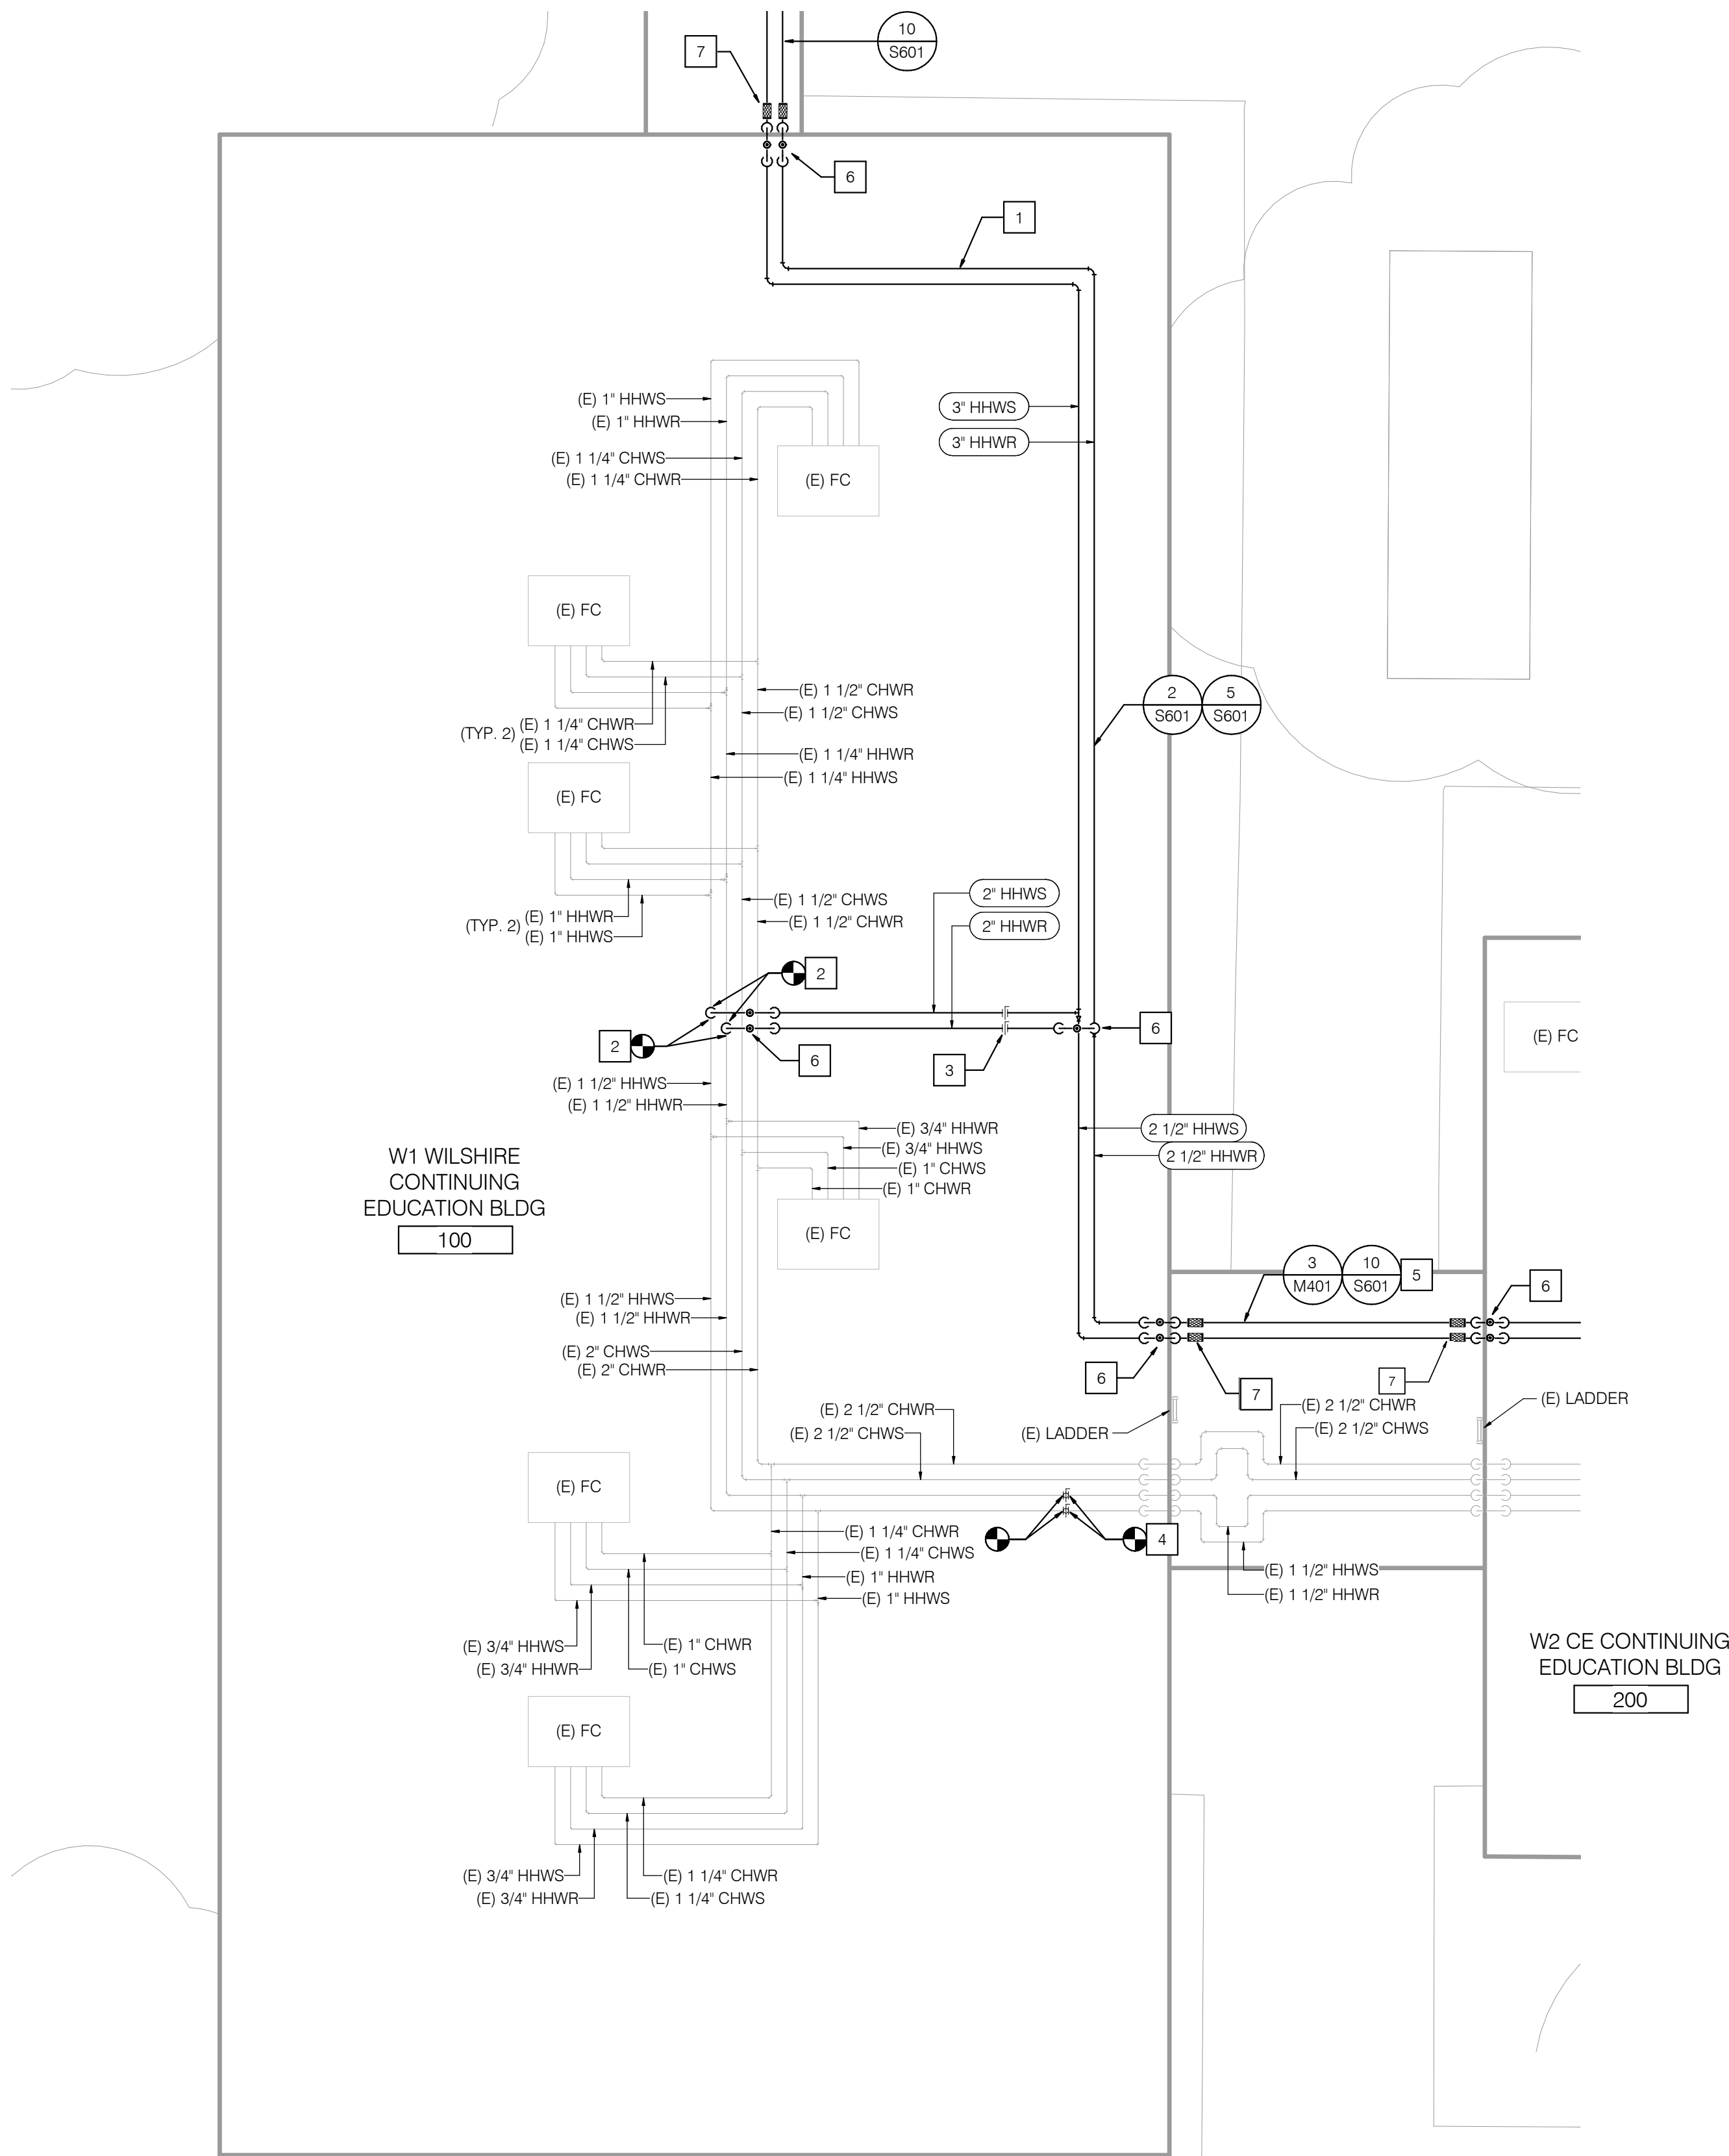 10
S601
7
6
1
(E) 1" HHWS
(E) 1" HHWR
(E) 1 1/4" CHWS
(E) 1 1/4" CHWR
(E) FC
3" HHWS
3" HHWR
(E) FC
2
S601
5
S601
(E) 1 1/2" CHWR
(E) 1 1/2" CHWS
(TYP. 2)
(E) 1 1/4" CHWR
(E) 1 1/4" CHWS
(E) 1 1/4" HHWR
(E) 1 1/4" HHWS
(E) FC
2" HHWS
2" HHWR
(E) 1 1/2" CHWS
(E) 1 1/2" CHWR
(TYP. 2)
(E) 1" HHWR
(E) 1" HHWS
2
2
6
3
6
(E) FC
(E) 1 1/2" HHWS
(E) 1 1/2" HHWR
(E) 3/4" HHWR
(E) 3/4" HHWS
(E) 1" CHWS
(E) 1" CHWR
2 1/2" HHWS
2 1/2" HHWR
W1 WILSHIRE
CONTINUING
EDUCATION BLDG
100
(E) FC
3
M401
10
S601
5
6
(E) 1 1/2" HHWS
(E) 1 1/2" HHWR
(E) 2" CHWS
(E) 2" CHWR
6
7
7
(E) 2 1/2" CHWR
(E) 2 1/2" CHWS
(E) LADDER
(E) 2 1/2" CHWR
(E) 2 1/2" CHWS
(E) LADDER
(E) FC
4
(E) 1 1/4" CHWR
(E) 1 1/4" CHWS
(E) 1" HHWR
(E) 1" HHWS
(E) 1 1/2" HHWS
(E) 1 1/2" HHWR
(E) 3/4" HHWS
(E) 3/4" HHWR
(E) 1" CHWR
(E) 1" CHWS
W2 CE CONTINUING
EDUCATION BLDG
200
(E) FC
(E) 3/4" HHWS
(E) 3/4" HHWR
(E) 1 1/4" CHWR
(E) 1 1/4" CHWS